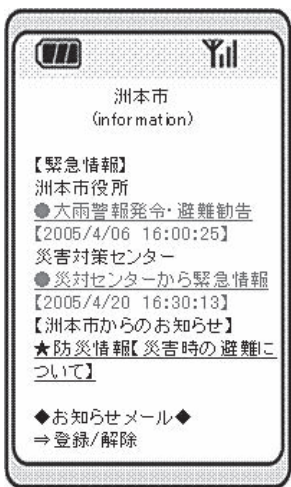 洲本市
(information)
【緊急情報】
洲本市役所
●大雨警報発令・避難勧告
【2005/4/06 16:00:25】
災害対策センター
●災対センターから緊急情報
【2005/4/20 16:30:13】
【洲本市からのお知らせ】
★防災情報【災害時の避難に
ついて】
◆お知らせメール◆
⇒登録/解除